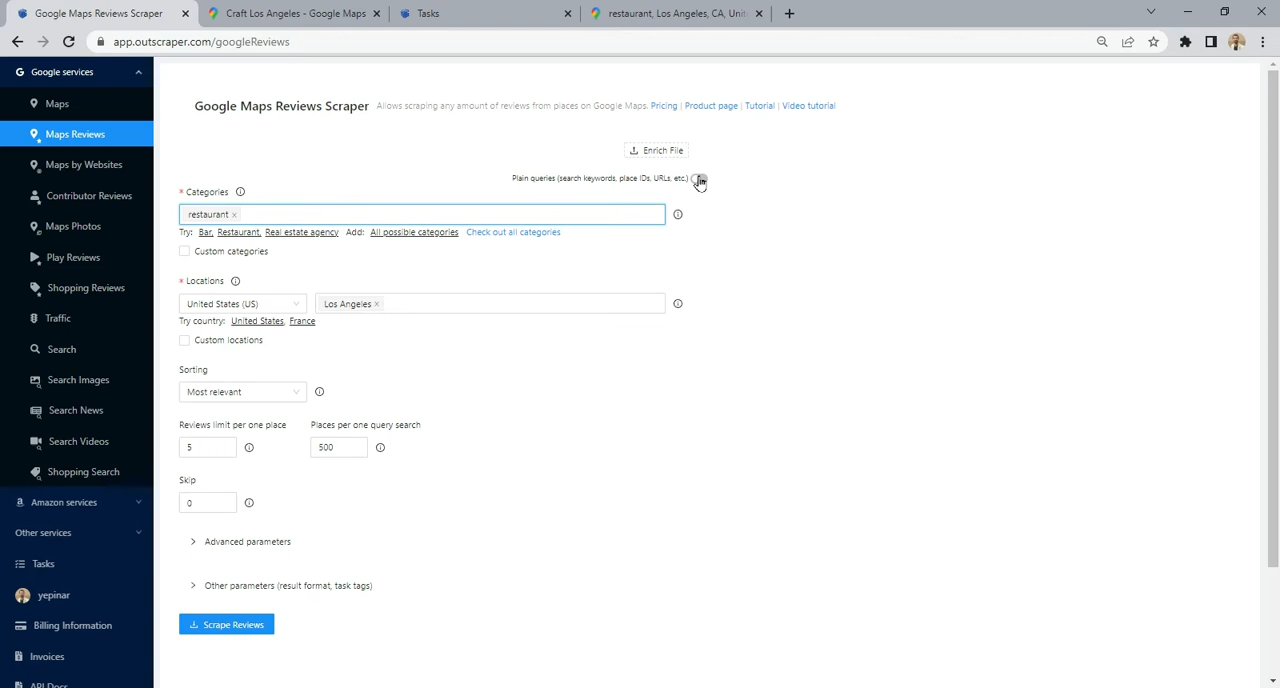 Google Maps Reviews Scraper
Craft Los Angeles - Google Maps
Tasks
restaurant, Los Angeles, CA, Unit
app.outscraper.com/googleReviews
Google services
Maps
Maps Reviews
Maps by Websites
Contributor Reviews
Maps Photos
Play Reviews
Shopping Reviews
Traffic
Search
Search Images
Search News
Search Videos
Shopping Search
Amazon services
Other services
Tasks
yepinar
Billing Information
Invoices
API Docs
Google Maps Reviews Scraper Allows scraping any amount of reviews from places on Google Maps. Pricing | Product page | Tutorial | Video tutorial
Enrich File
Plain queries (search keywords, place IDs, URLs, etc.)
* Categories
restaurant
Try: Bar, Restaurant, Real estate agency Add: All possible categories Check out all categories
Custom categories
* Locations
United States (US) Los Angeles
Try country: United States, France
Custom locations
Sorting
Most relevant
Reviews limit per one place Places per one query search
5 500
Skip
0
Advanced parameters
Other parameters (result format, task tags)
Scrape Reviews